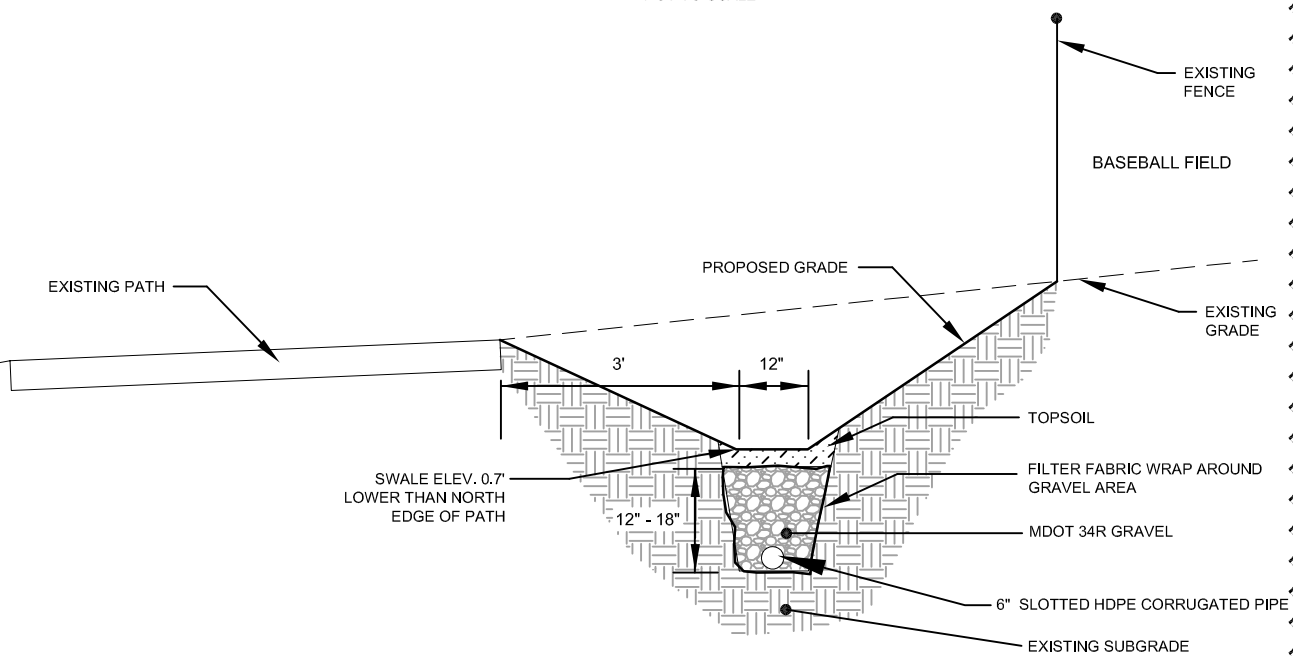 EXISTING
FENCE
BASEBALL FIELD
PROPOSED GRADE
EXISTING PATH
EXISTING
GRADE
3'
12"
TOPSOIL
SWALE ELEV. 0.7'
LOWER THAN NORTH
EDGE OF PATH
FILTER FABRIC WRAP AROUND
GRAVEL AREA
12" - 18"
MDOT 34R GRAVEL
6" SLOTTED HDPE CORRUGATED PIPE
EXISTING SUBGRADE